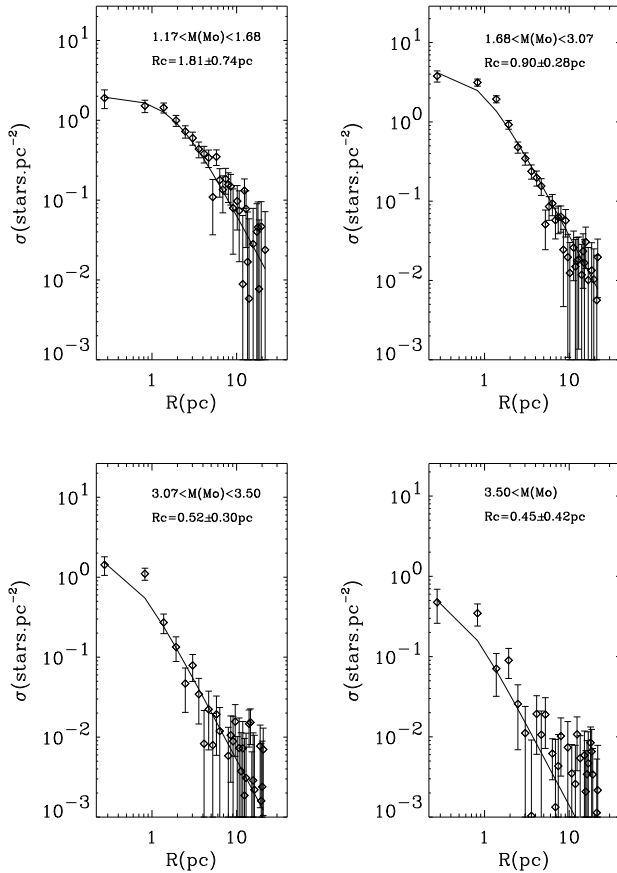 1.17<M(Mo)<1.68
Rc=1.81±0.74pc
σ(stars.pc⁻²)
10¹
10⁰
10⁻¹
10⁻²
10⁻³
1 10
R(pc)
1.68<M(Mo)<3.07
Rc=0.90±0.28pc
σ(stars.pc⁻²)
10¹
10⁰
10⁻¹
10⁻²
10⁻³
1 10
R(pc)
3.07<M(Mo)<3.50
Rc=0.52±0.30pc
σ(stars.pc⁻²)
10¹
10⁰
10⁻¹
10⁻²
10⁻³
1 10
R(pc)
3.50<M(Mo)
Rc=0.45±0.42pc
σ(stars.pc⁻²)
10¹
10⁰
10⁻¹
10⁻²
10⁻³
1 10
R(pc)